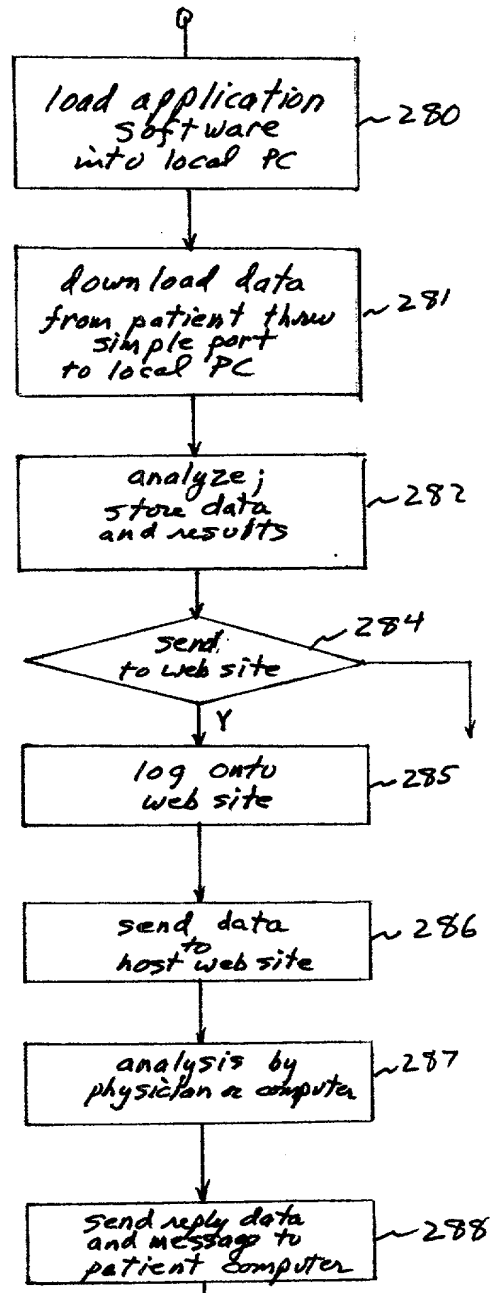 load application
software
into local PC
280
download data
from patient thru
simple port
to local PC
281
analyze;
store data
and results
282
send
to web site
284
Y
log onto
web site
285
send data
to
host web site
286
analysis by
physician or computer
287
send reply data
and message to
patient computer
288